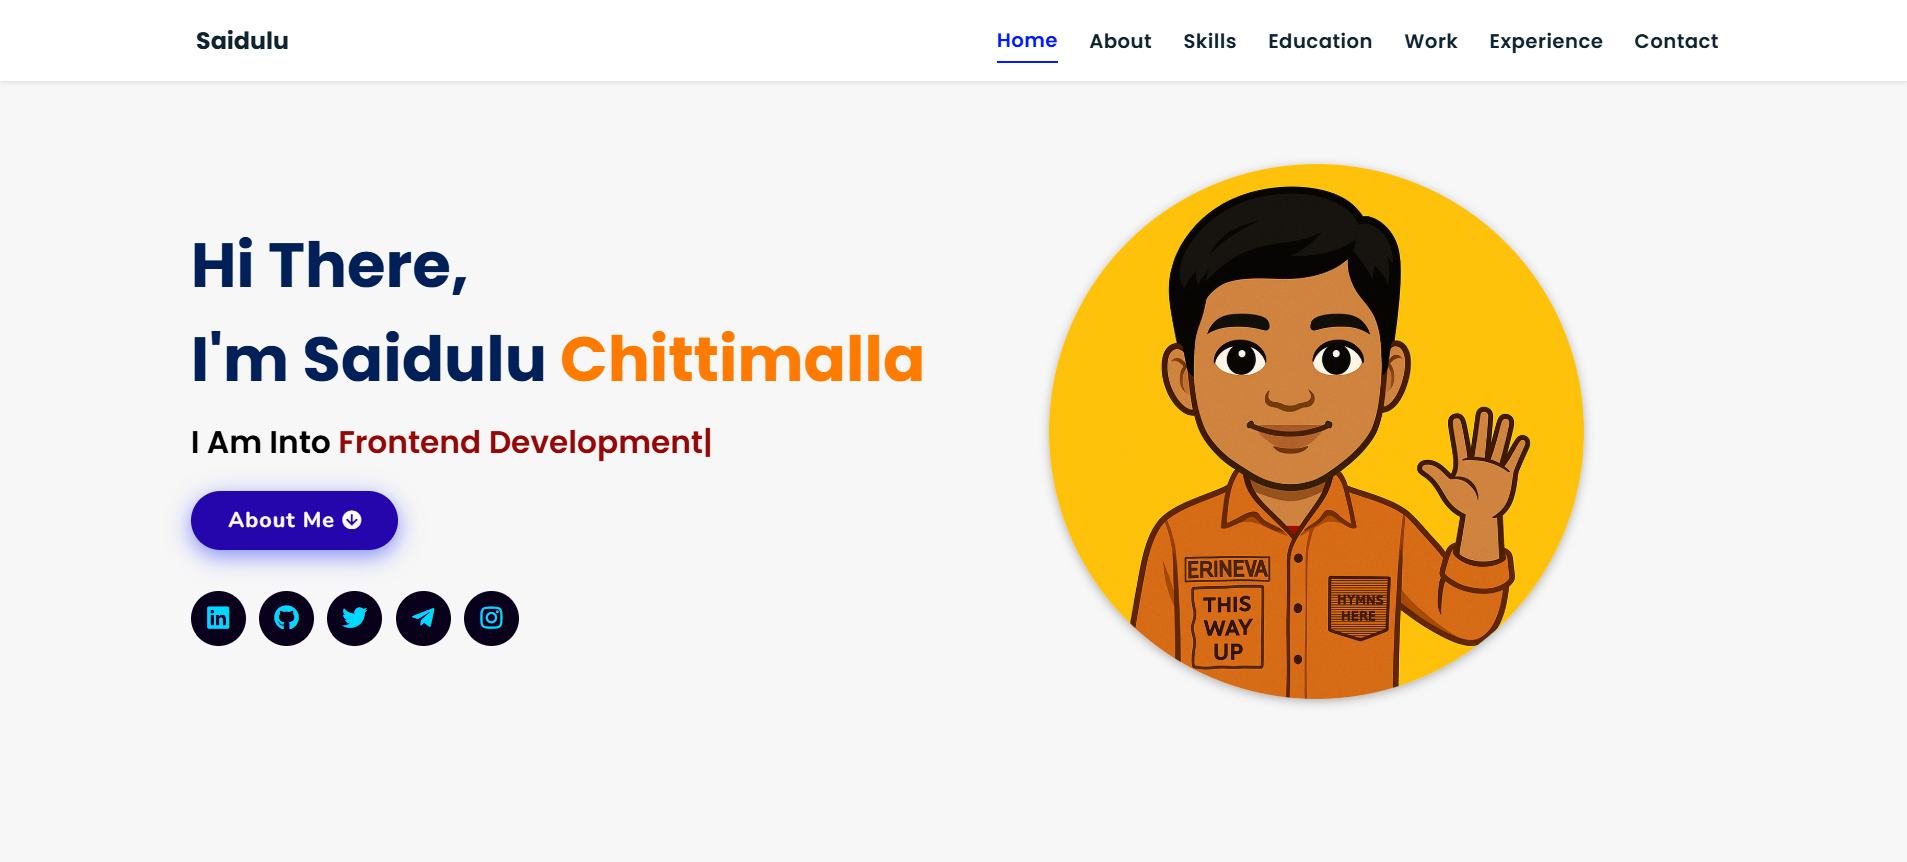 Saidulu
Home About Skills Education Work Experience Contact
Hi There,
I'm Saidulu Chittimalla
I Am Into Frontend Development|
About Me
ERINEVA
THIS
WAY
UP
HYMNS
HERE